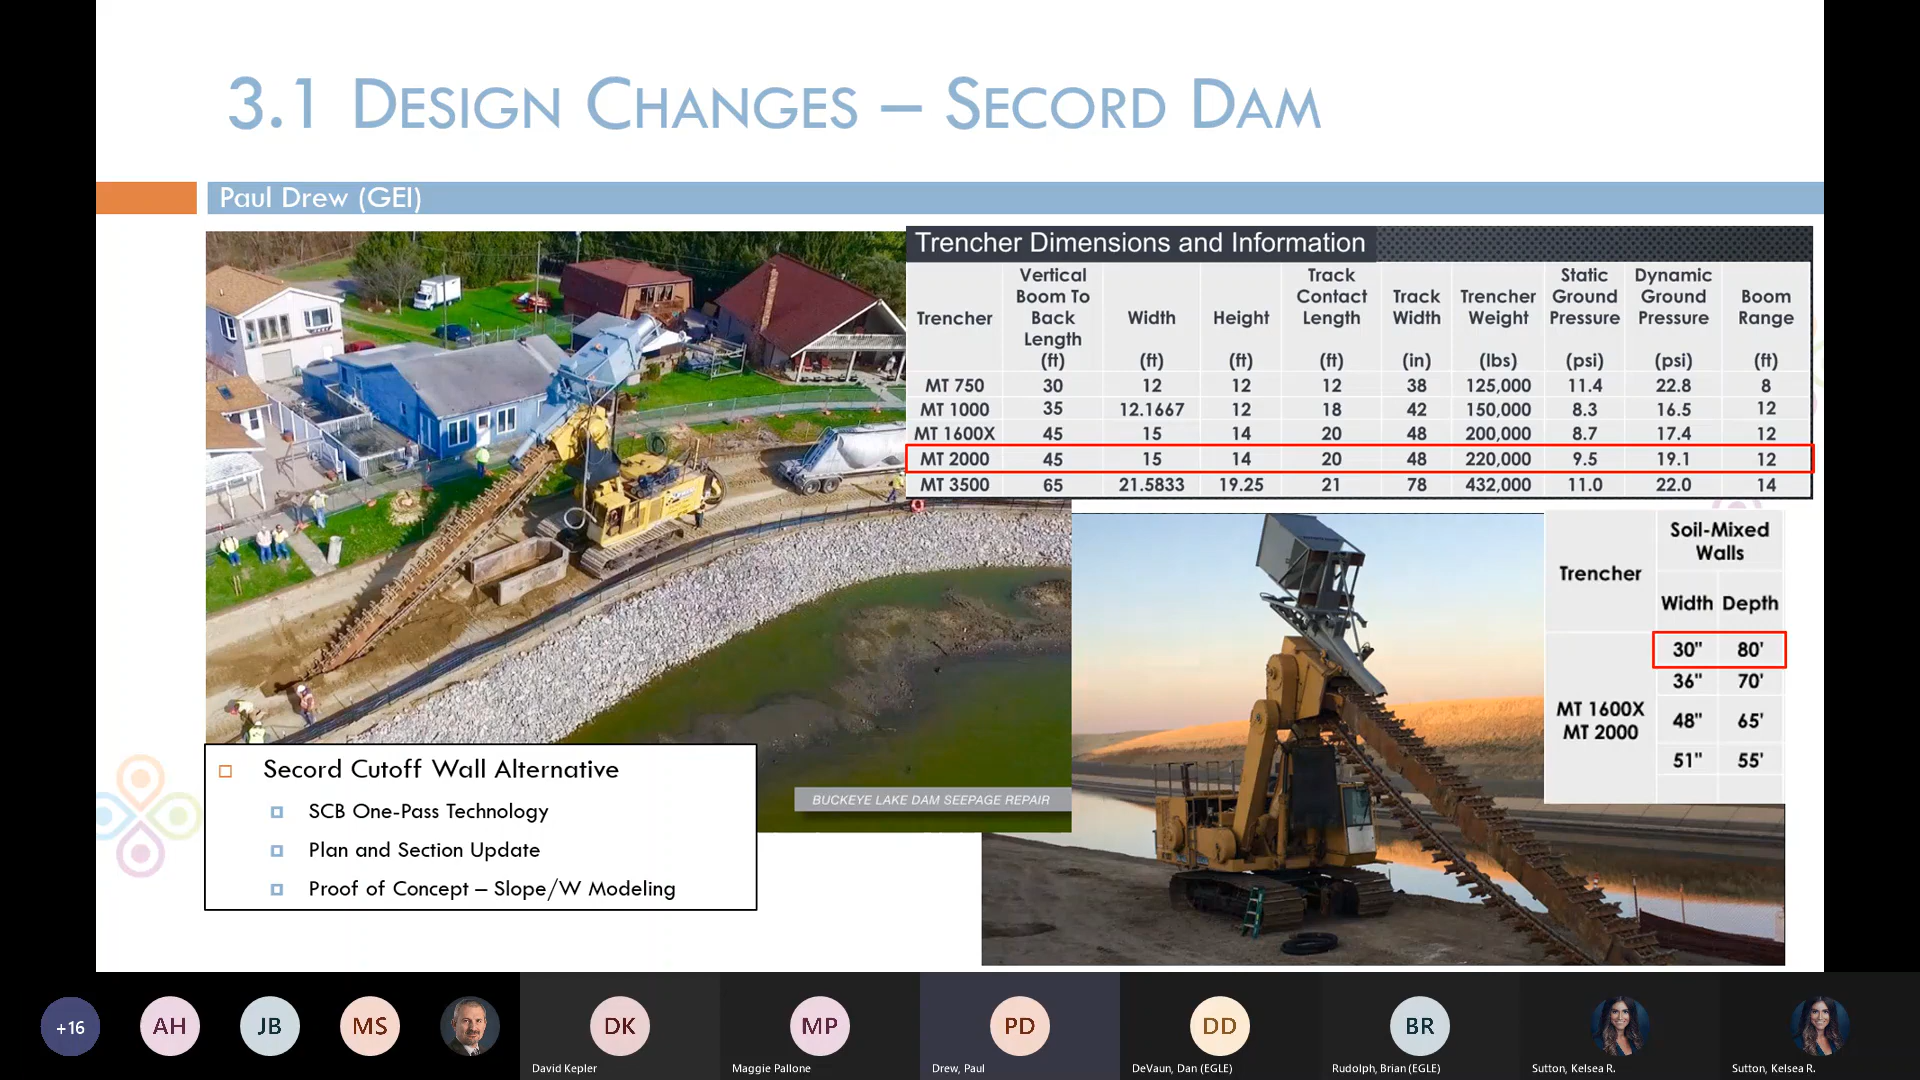 3.1 DESIGN CHANGES – SECORD DAM
Paul Drew (GEI)
Trencher Dimensions and Information
Trencher Vertical Boom To Back Length (ft) Width (ft) Height (ft) Track Contact Length (ft) Track Width (in) Trencher Weight (lbs) Static Ground Pressure (psi) Dynamic Ground Pressure (psi) Boom Range (ft)
MT 750 30 12 12 12 38 125,000 11.4 22.8 8
MT 1000 35 12.1667 12 18 42 150,000 8.3 16.5 12
MT 1600X 45 15 14 20 48 200,000 8.7 17.4 12
MT 2000 45 15 14 20 48 220,000 9.5 19.1 12
MT 3500 65 21.5833 19.25 21 78 432,000 11.0 22.0 14
Trencher
Soil-Mixed
Walls
Width Depth
MT 1600X
MT 2000
30" 80'
36" 70'
48" 65'
51" 55'
BUCKEYE LAKE DAM SEEPAGE REPAIR
Secord Cutoff Wall Alternative
SCB One-Pass Technology
Plan and Section Update
Proof of Concept – Slope/W Modeling
+16
AH
JB
MS
DK
David Kepler
MP
Maggie Pallone
PD
Drew, Paul
DD
DeVaun, Dan (EGLE)
BR
Rudolph, Brian (EGLE)
Sutton, Kelsea R.
Sutton, Kelsea R.